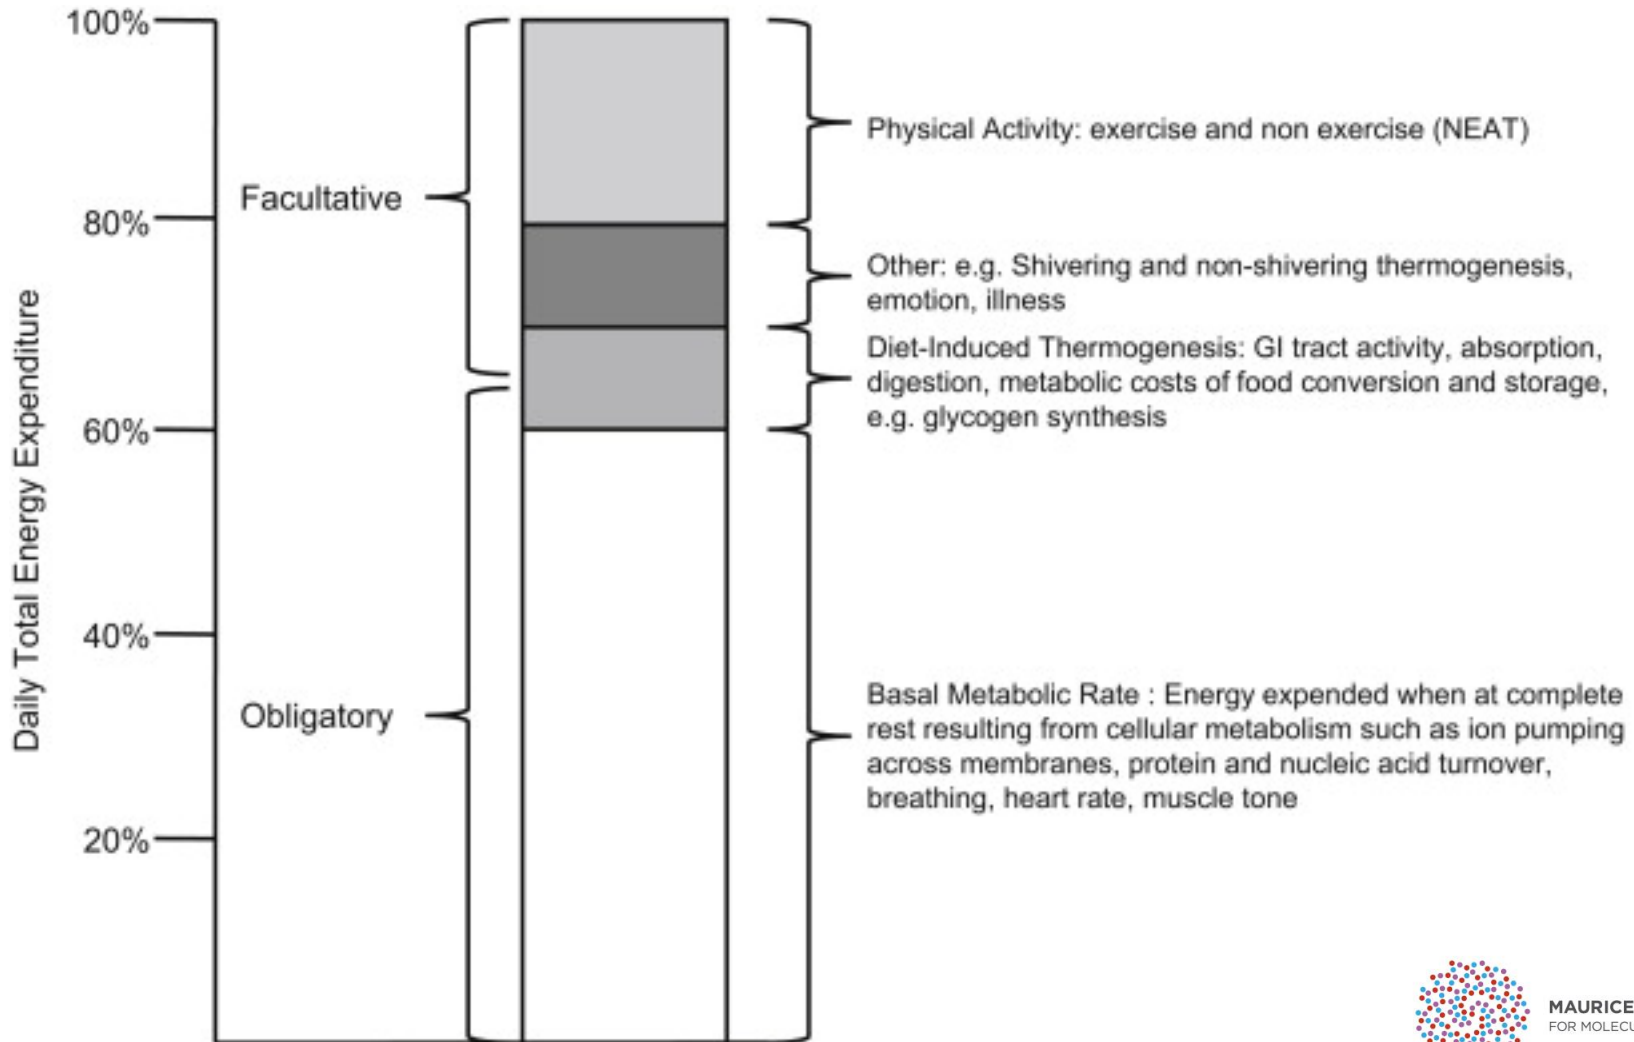 100%
80%
60%
40%
20%
Daily Total Energy Expenditure
Facultative
Obligatory
Physical Activity: exercise and non exercise (NEAT)
Other: e.g. Shivering and non-shivering thermogenesis,
emotion, illness
Diet-Induced Thermogenesis: GI tract activity, absorption,
digestion, metabolic costs of food conversion and storage,
e.g. glycogen synthesis
Basal Metabolic Rate : Energy expended when at complete
rest resulting from cellular metabolism such as ion pumping
across membranes, protein and nucleic acid turnover,
breathing, heart rate, muscle tone
MAURICE
FOR MOLECU